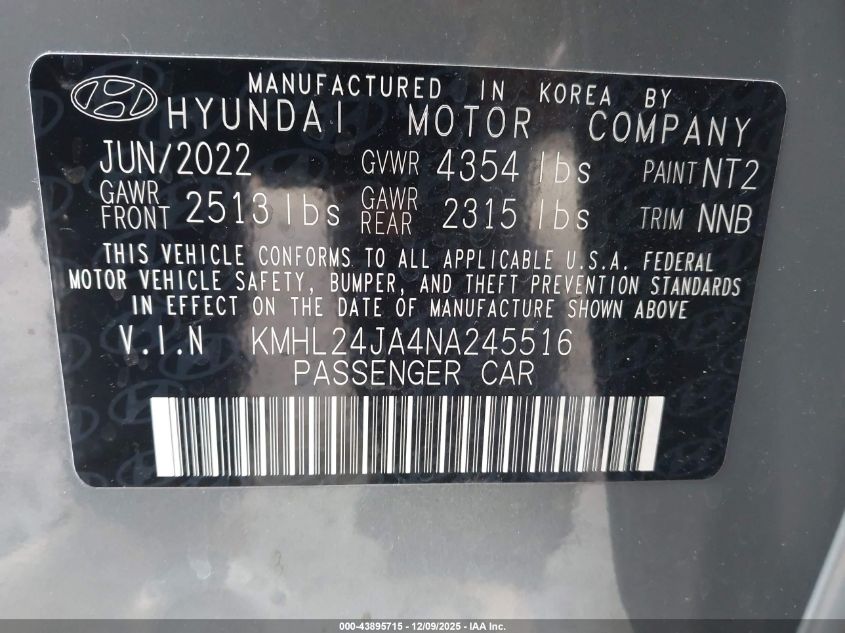 MANUFACTURED IN KOREA BY
HYUNDAI MOTOR COMPANY
JUN/2022 GVWR 4354 lbs PAINT NT2
GAWR FRONT 2513 lbs GAWR REAR 2315 lbs TRIM NNB
THIS VEHICLE CONFORMS TO ALL APPLICABLE U.S.A. FEDERAL
MOTOR VEHICLE SAFETY, BUMPER, AND THEFT PREVENTION STANDARDS
IN EFFECT ON THE DATE OF MANUFACTURE SHOWN ABOVE
V.I.N KMHL24JA4NA245516
PASSENGER CAR
000-43895715 - 12/09/2025 - IAA Inc.